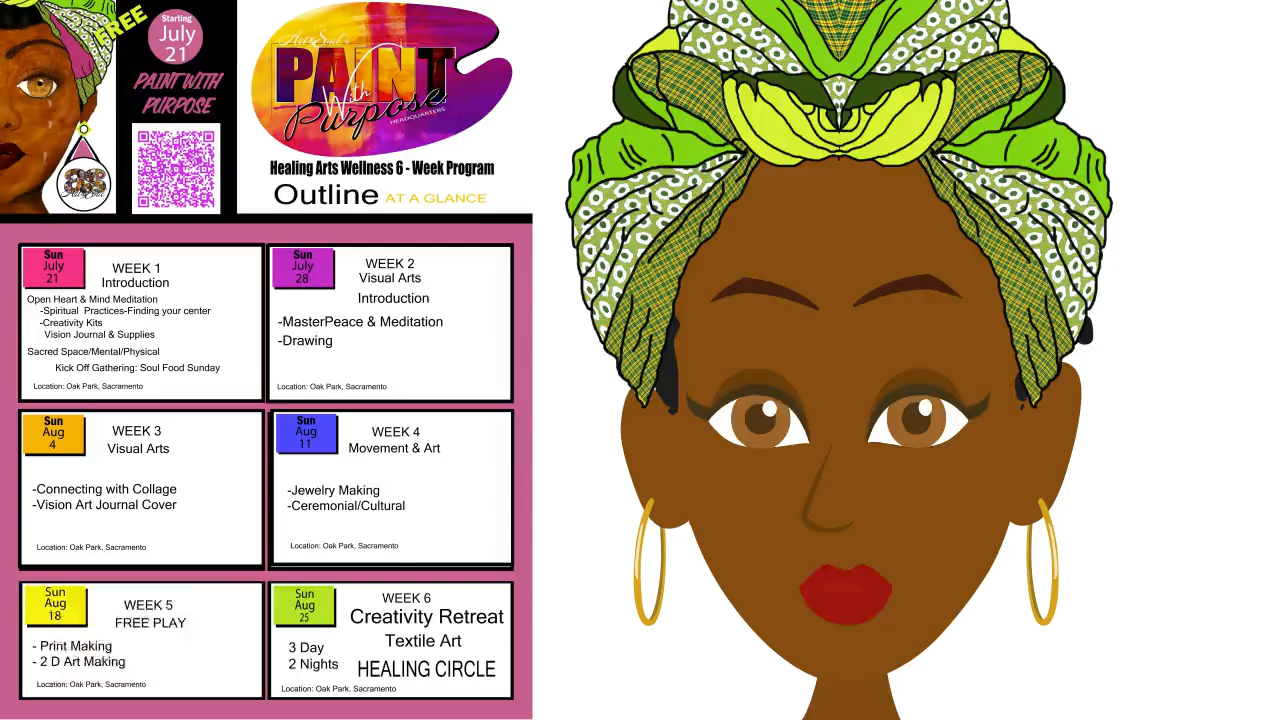 FREE
Starting
July
21
PAINT WITH
PURPOSE
Art&Soul
Art&Soul's
PAINT
With
Purpose
HEADQUARTERS
Healing Arts Wellness 6 - Week Program
Outline AT A GLANCE
Sun
July
21
WEEK 1
Introduction
Open Heart & Mind Meditation
-Spiritual Practices-Finding your center
-Creativity Kits
Vision Journal & Supplies
Sacred Space/Mental/Physical
Kick Off Gathering: Soul Food Sunday
Location: Oak Park, Sacramento
Sun
July
28
WEEK 2
Visual Arts
Introduction
-MasterPeace & Meditation
-Drawing
Location: Oak Park, Sacramento
Sun
Aug
4
WEEK 3
Visual Arts
-Connecting with Collage
-Vision Art Journal Cover
Location: Oak Park, Sacramento
Sun
Aug
11
WEEK 4
Movement & Art
-Jewelry Making
-Ceremonial/Cultural
Location: Oak Park, Sacramento
Sun
Aug
18
WEEK 5
FREE PLAY
- Print Making
- 2 D Art Making
Location: Oak Park, Sacramento
Sun
Aug
25
WEEK 6
Creativity Retreat
Textile Art
3 Day
2 Nights
HEALING CIRCLE
Location: Oak Park, Sacramento